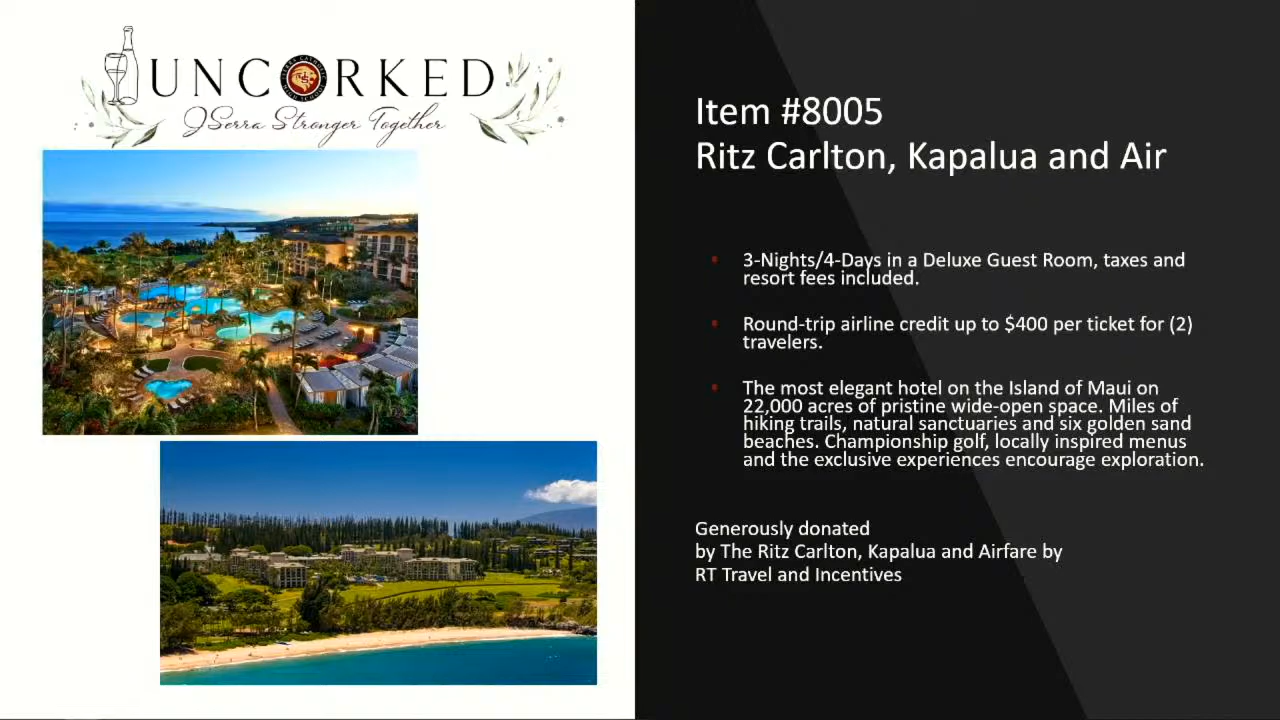 UNCORKED
JSerra Stronger Together
Item #8005
Ritz Carlton, Kapalua and Air
3-Nights/4-Days in a Deluxe Guest Room, taxes and
resort fees included.
Round-trip airline credit up to $400 per ticket for (2)
travelers.
The most elegant hotel on the Island of Maui on
22,000 acres of pristine wide-open space. Miles of
hiking trails, natural sanctuaries and six golden sand
beaches. Championship golf, locally inspired menus
and the exclusive experiences encourage exploration.
Generously donated
by The Ritz Carlton, Kapalua and Airfare by
RT Travel and Incentives